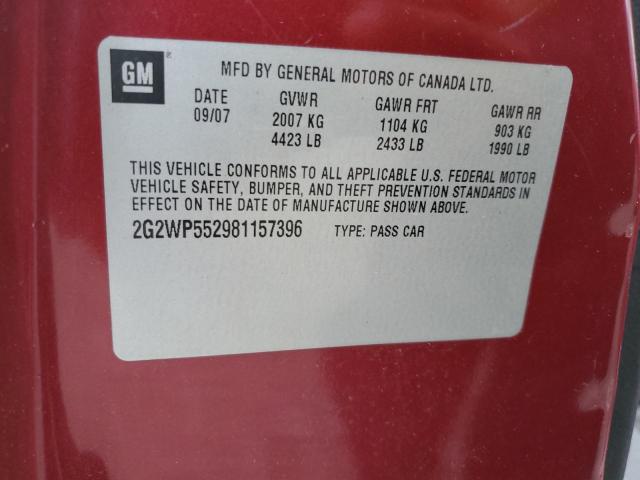 GM ®
MFD BY GENERAL MOTORS OF CANADA LTD.
DATE GVWR GAWR FRT GAWR RR
09/07 2007 KG 1104 KG 903 KG
4423 LB 2433 LB 1990 LB
THIS VEHICLE CONFORMS TO ALL APPLICABLE U.S. FEDERAL MOTOR
VEHICLE SAFETY, BUMPER, AND THEFT PREVENTION STANDARDS IN
EFFECT ON THE DATE OF MANUFACTURE SHOWN ABOVE.
2G2WP552981157396 TYPE: PASS CAR